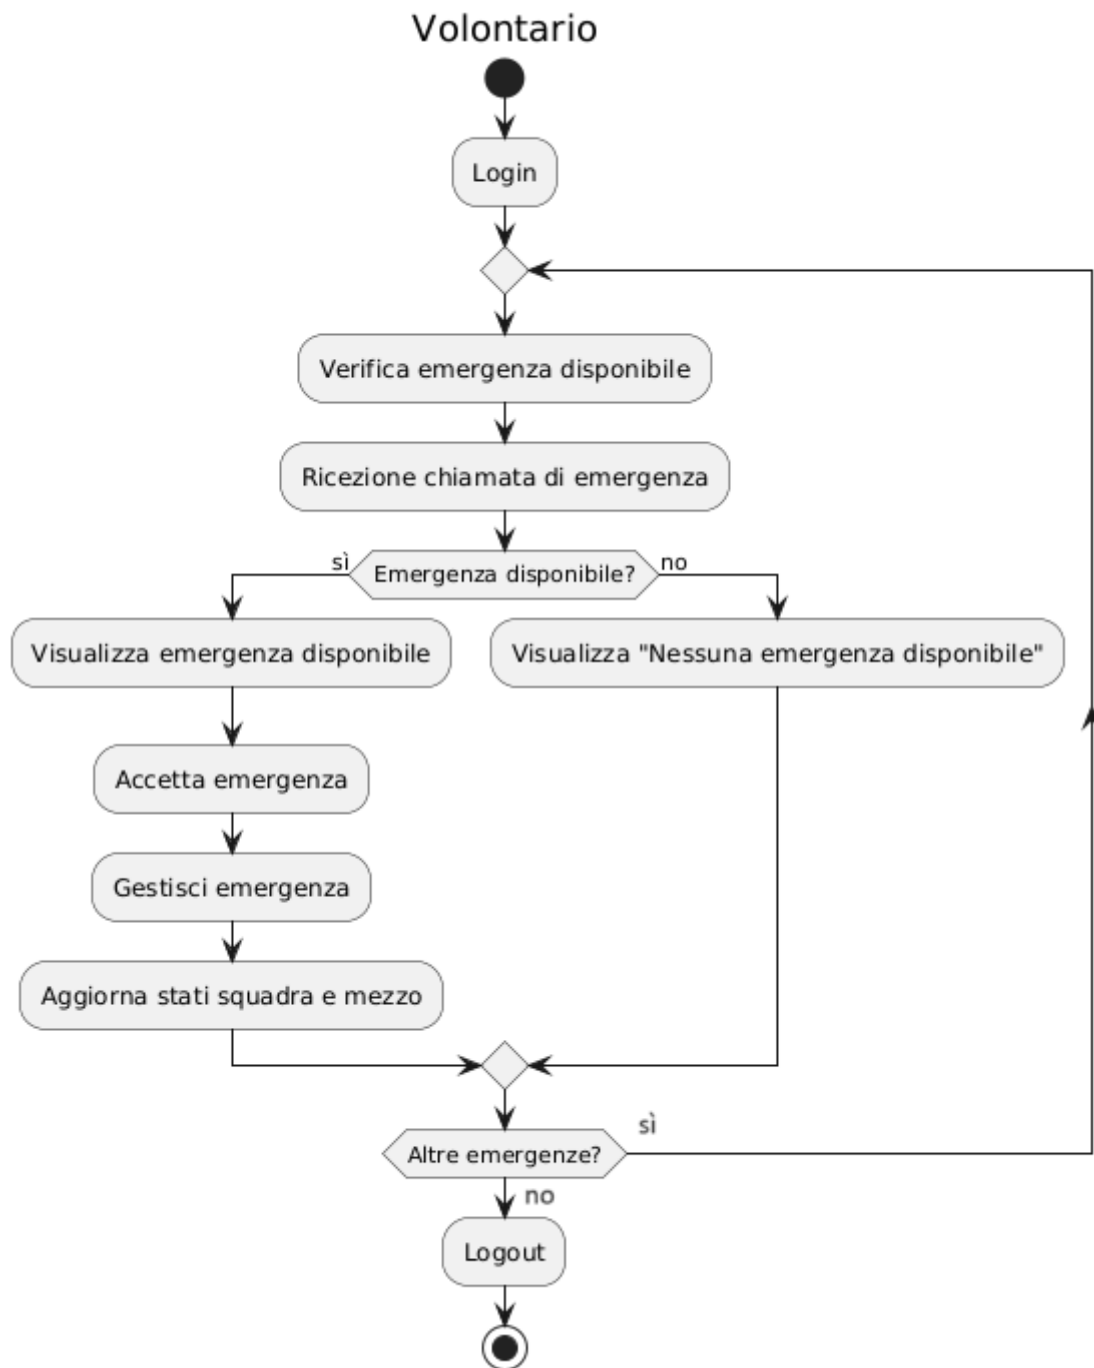 Volontario
Login
Verifica emergenza disponibile
Ricezione chiamata di emergenza
sì
Emergenza disponibile?
no
Visualizza emergenza disponibile
Visualizza "Nessuna emergenza disponibile"
Accetta emergenza
Gestisci emergenza
Aggiorna stati squadra e mezzo
sì
Altre emergenze?
no
Logout